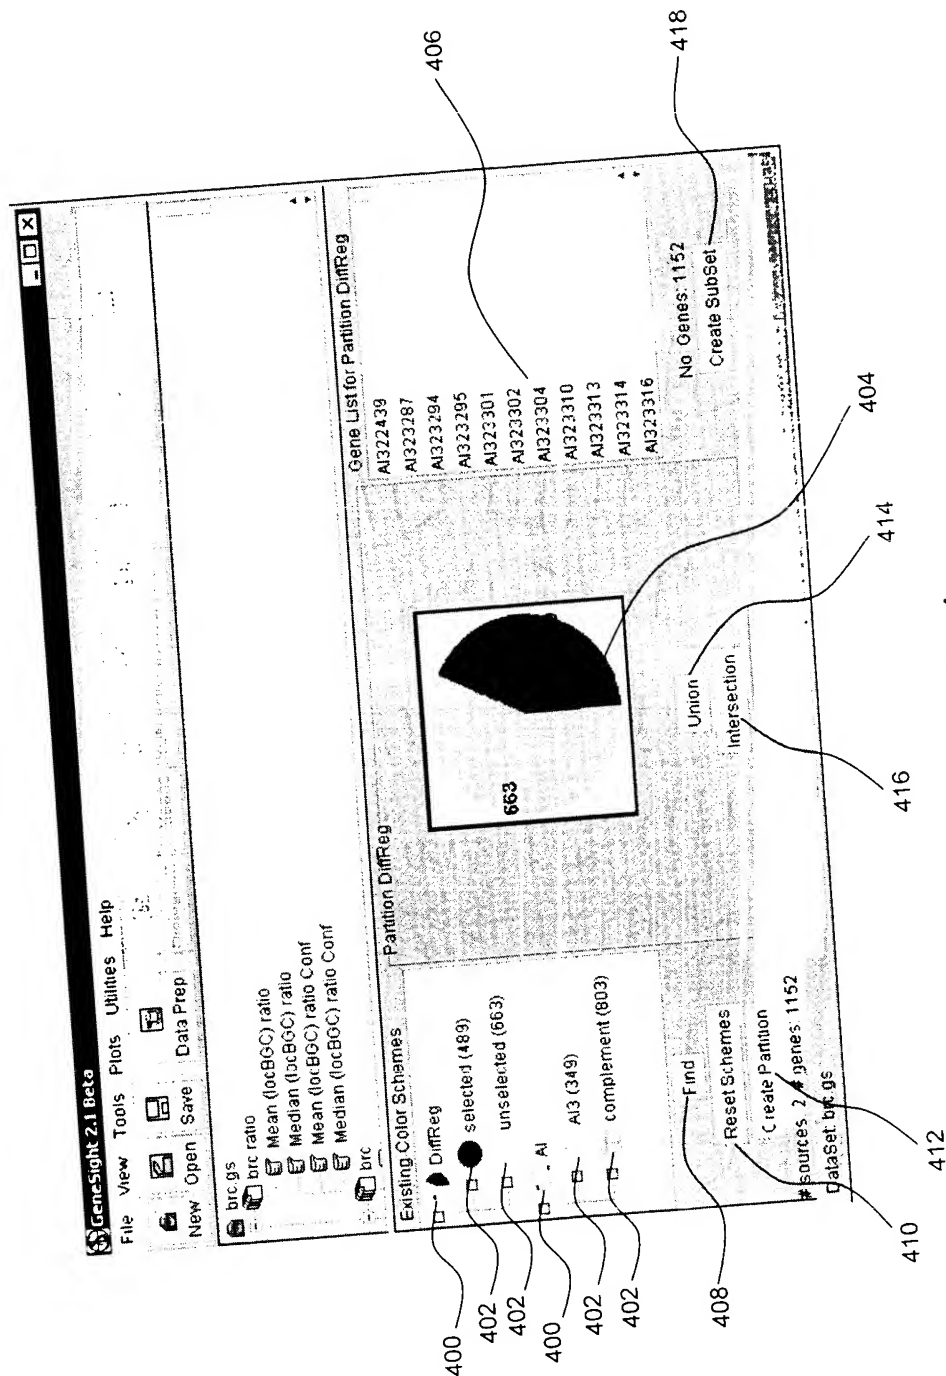 GeneSight 2.1 Beta
File View Tools Plots Utilities Help
New Open Save Data Prep
brc.gs
brc ratio
Mean (locBGC) ratio
Median (locBGC) ratio
Mean (locBGC) ratio Conf
Median (locBGC) ratio Conf
brc
Existing Color Schemes
DiffReg
selected (489)
unselected (663)
AI
AI3 (349)
complement (803)
Find
Reset Schemes
Create Partition
Partition DiffReg
663
Union
Intersection
Gene List for Partition DiffReg
AI322439
AI323287
AI323294
AI323295
AI323301
AI323302
AI323304
AI323310
AI323313
AI323314
AI323316
No Genes: 1152
Create SubSet
# sources 2 # genes: 1152
DataSet brc.gs
400
402
402
400
402
402
408
410
412
416
414
404
418
406